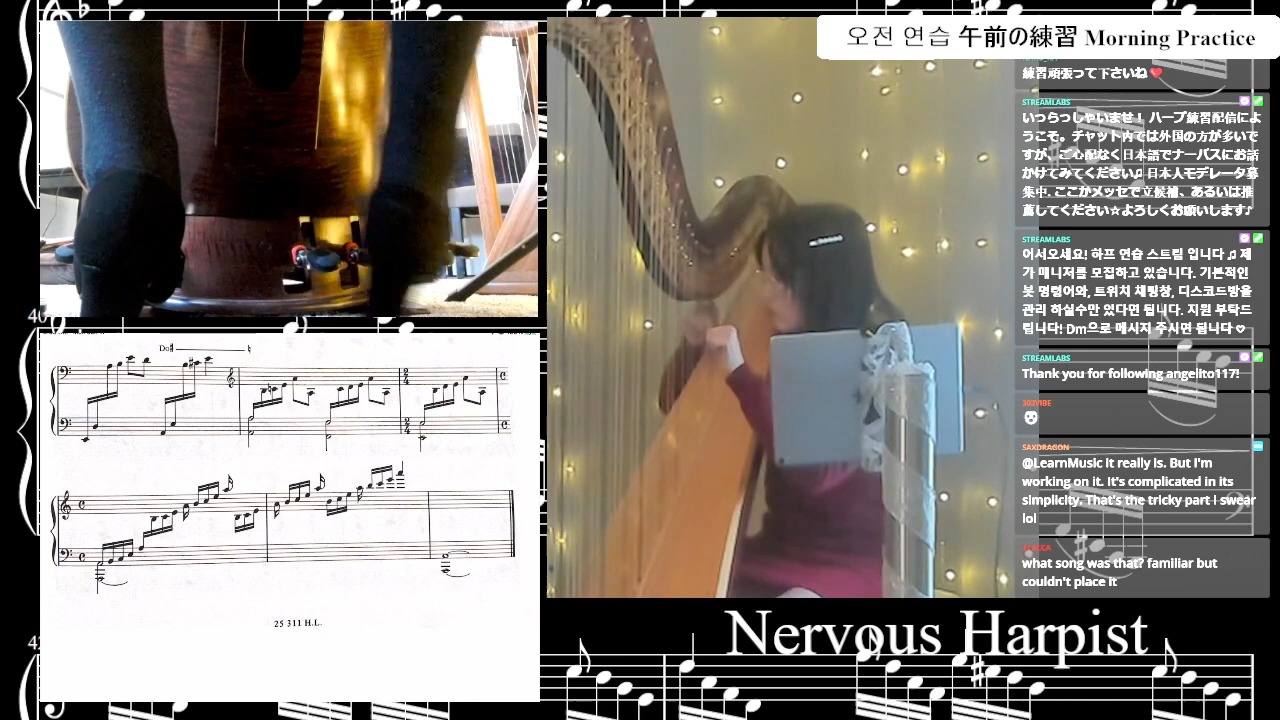 오전 연습 午前の練習 Morning Practice
練習頑張って下さいね❤️
STREAMLABS
いらっしゃいませ！ ハープ練習配信によ
うこそ。チャット内では外国の方が多いで
すが、ご心配なく日本語でナーバスにお話
かけてみてください♫ 日本人モデレータ募
集中. ここかメッセで立候補、あるいは推
薦してください☆よろしくお願いします♪
STREAMLABS
어서오세요! 하프 연습 스트림 입니다 ♫ 제
가 매니저를 모집하고 있습니다. 기본적인
봇 명령어와, 트위치 채팅창, 디스코드방을
관리 하실수만 있다면 됩니다. 지원 부탁드
립니다! Dm으로 메시지 주시면 됩니다 ♡
STREAMLABS
Thank you for following angelito117!
303VIBE
SAXDRAGON
@LearnMusic it really is. But I'm
working on it. It's complicated in its
simplicity. That's the tricky part I swear
lol
what song was that? familiar but
couldn't place it
40
Do#
25 311 H.L.
Nervous Harpist